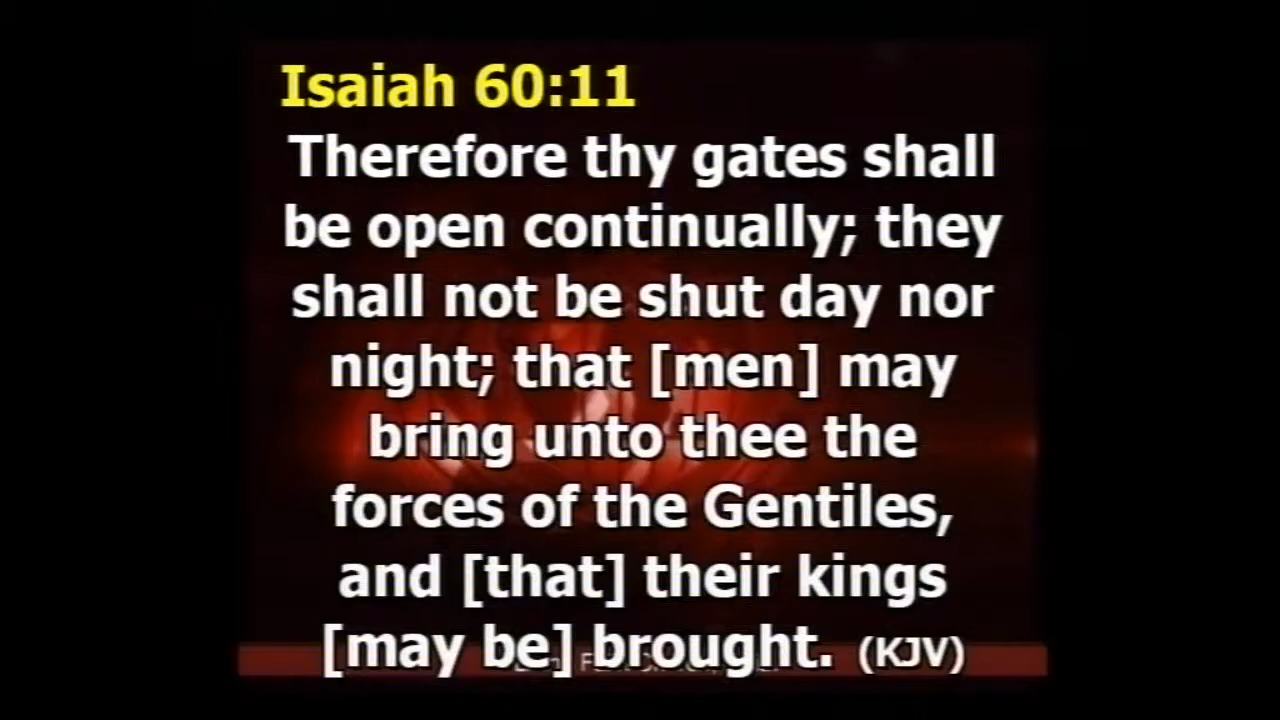 Isaiah 60:11
Therefore thy gates shall
be open continually; they
shall not be shut day nor
night; that [men] may
bring unto thee the
forces of the Gentiles,
and [that] their kings
[may be] brought. (KJV)